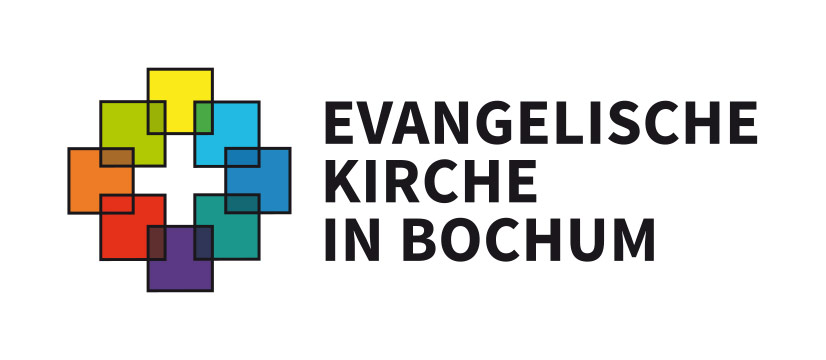 EVANGELISCHE
KIRCHE
IN BOCHUM